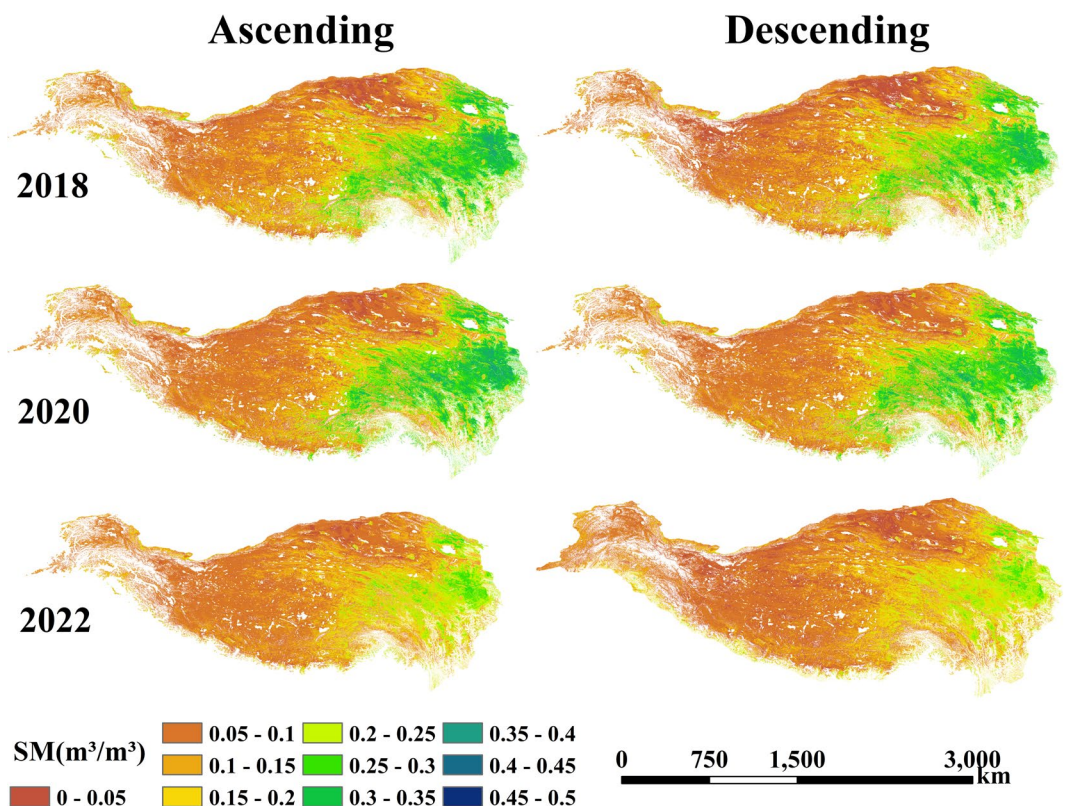 Ascending Descending
2018
2020
2022
SM(m³/m³)
0 - 0.05
0.05 - 0.1
0.1 - 0.15
0.15 - 0.2
0.2 - 0.25
0.25 - 0.3
0.3 - 0.35
0.35 - 0.4
0.4 - 0.45
0.45 - 0.5
0 750 1,500 3,000
km